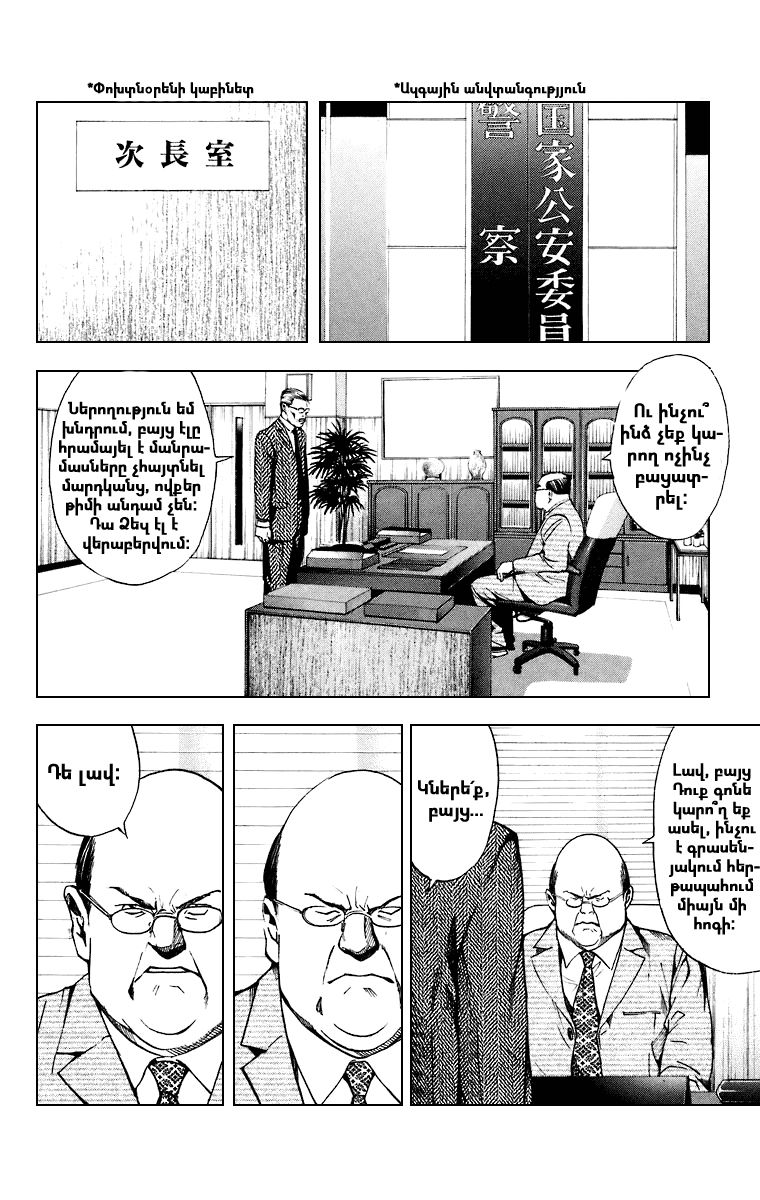 *Ազգային անվտանգությյուն
国家公安委員
警察
*Փոխտնօրենի կաբինետ
次長室
Ու ինչու՞
ինձ չեք կա-
րող ոչինչ
բացատ-
րել:
Ներողություն եմ
խնդրում, բայց էլը
հրամայել է մանրա-
մասները չհայտնել
մարդկանց, ովքեր
թիմի անդամ չեն:
Դա Ձեզ էլ է
վերաբերվում:
Լավ, բայց
Դուք գոնե
կարո՞ղ եք
ասել, ինչու
է գրասեն-
յակում հեր-
թապահում
միայն մի
հոգի:
Կներե՛ք,
բայց...
Դե լավ: